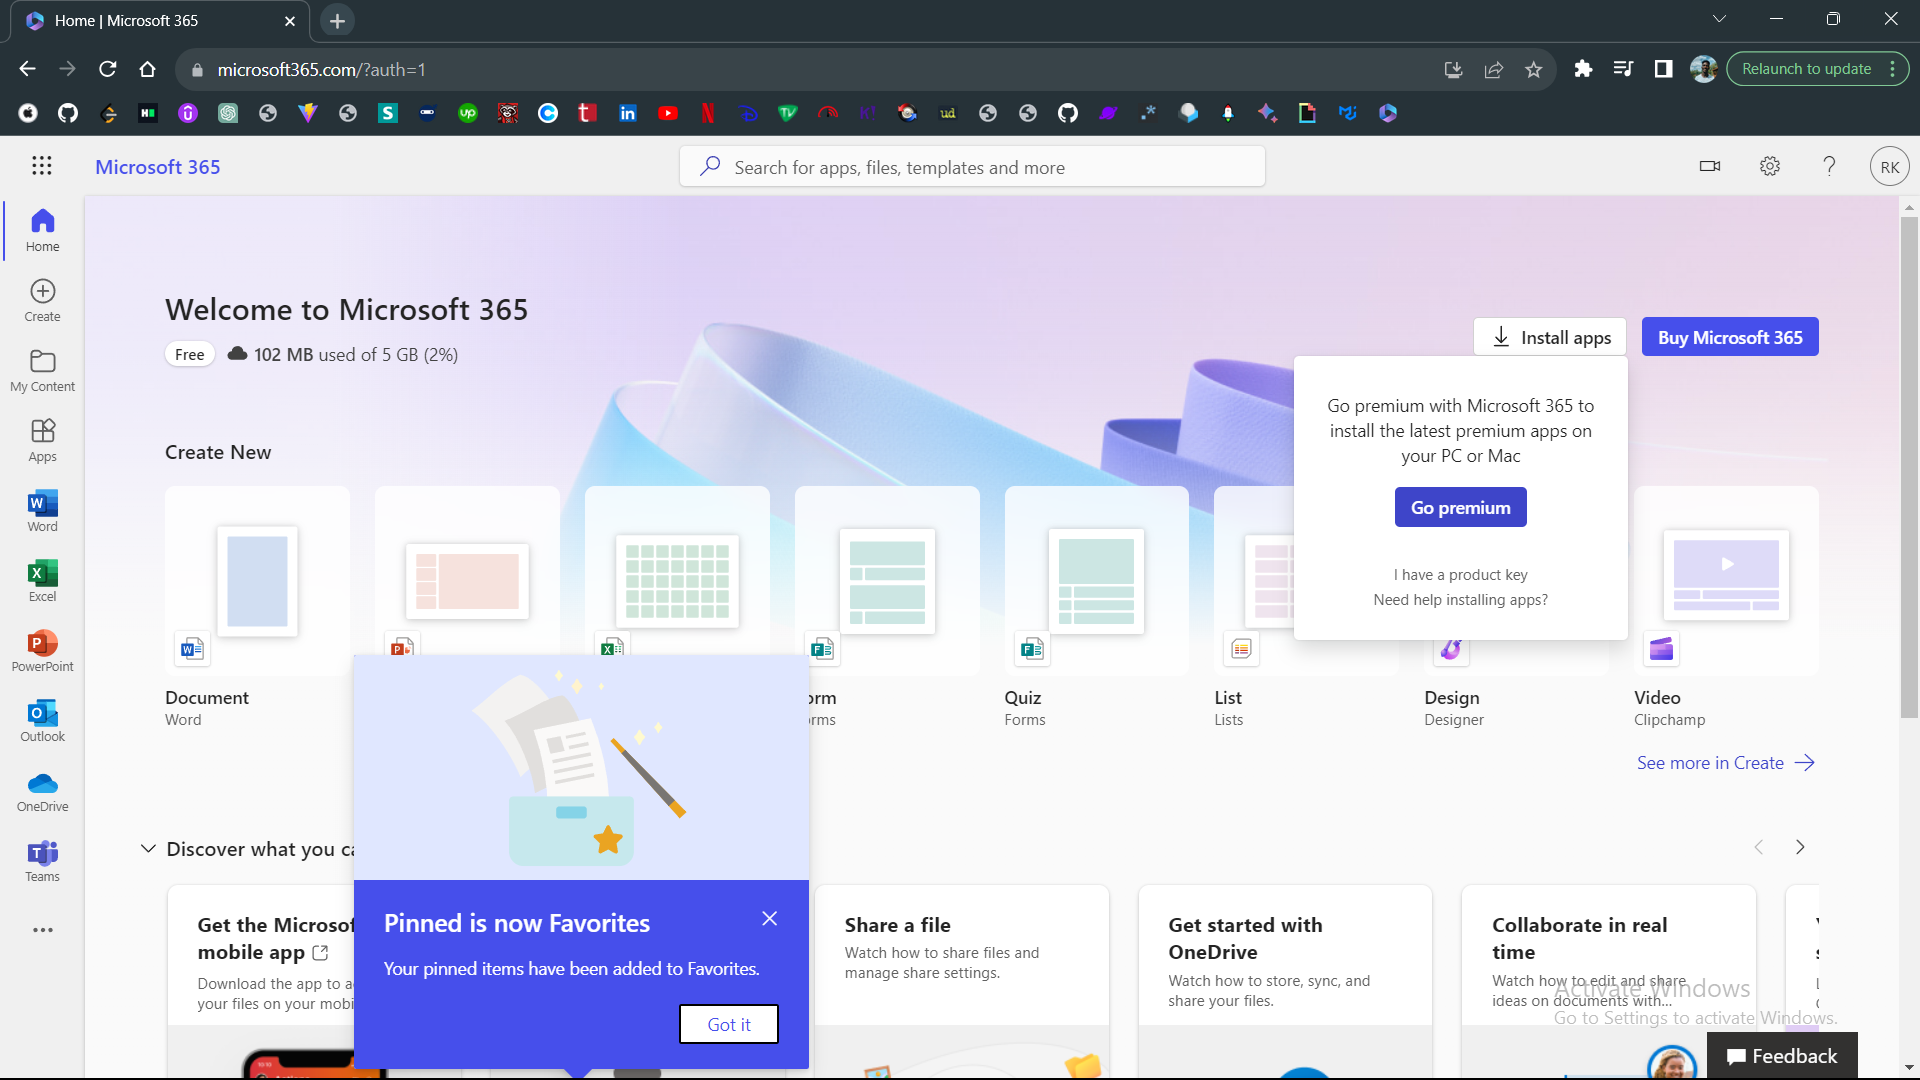 Home | Microsoft 365
microsoft365.com/?auth=1
Relaunch to update
Microsoft 365
Search for apps, files, templates and more
RK
Home
Create
My Content
Apps
Word
Excel
PowerPoint
Outlook
OneDrive
Teams
Welcome to Microsoft 365
Free
102 MB used of 5 GB (2%)
Install apps
Buy Microsoft 365
Go premium with Microsoft 365 to
install the latest premium apps on
your PC or Mac
Go premium
I have a product key
Need help installing apps?
Create New
Document
Word
orm
orms
Quiz
Forms
List
Lists
Design
Designer
Video
Clipchamp
See more in Create
Discover what you ca
Get the Microsof
mobile app
Download the app to a
your files on your mobi
Pinned is now Favorites
Your pinned items have been added to Favorites.
Got it
Share a file
Watch how to share files and
manage share settings.
Get started with
OneDrive
Watch how to store, sync, and
share your files.
Collaborate in real
time
Watch how to edit and share
ideas on documents with...
Activate Windows
Go to Settings to activate Windows.
Feedback